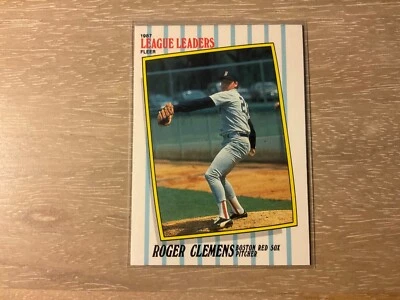 1987
LEAGUE LEADERS
FLEER
ROGER CLEMENS BOSTON RED SOX
PITCHER